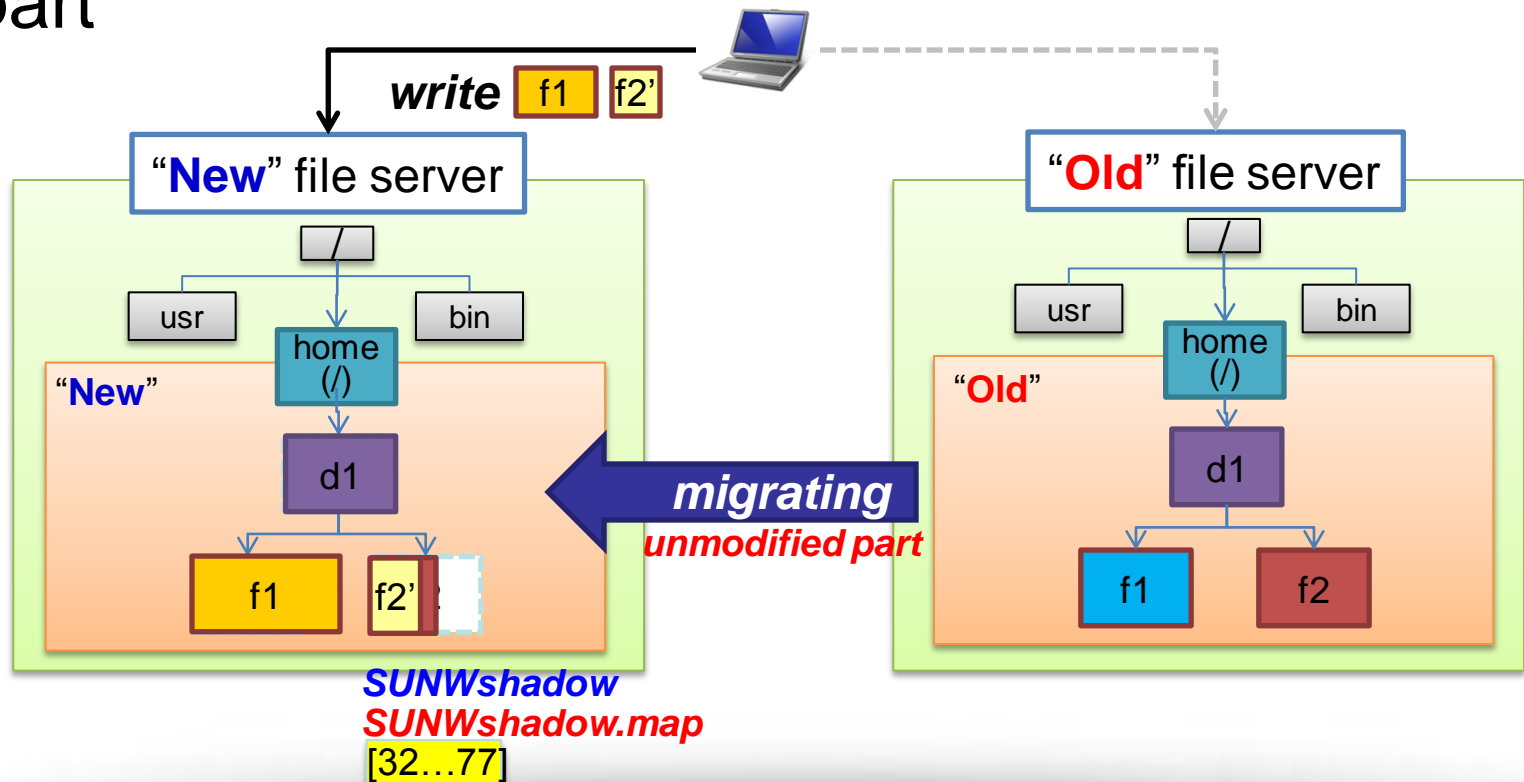 part
write f1 f2'
“New” file server
/
usr
bin
home
(/)
“New”
d1
f1
f2'
SUNWshadow
SUNWshadow.map
[32…77]
migrating
unmodified part
“Old” file server
/
usr
bin
home
(/)
“Old”
d1
f1
f2